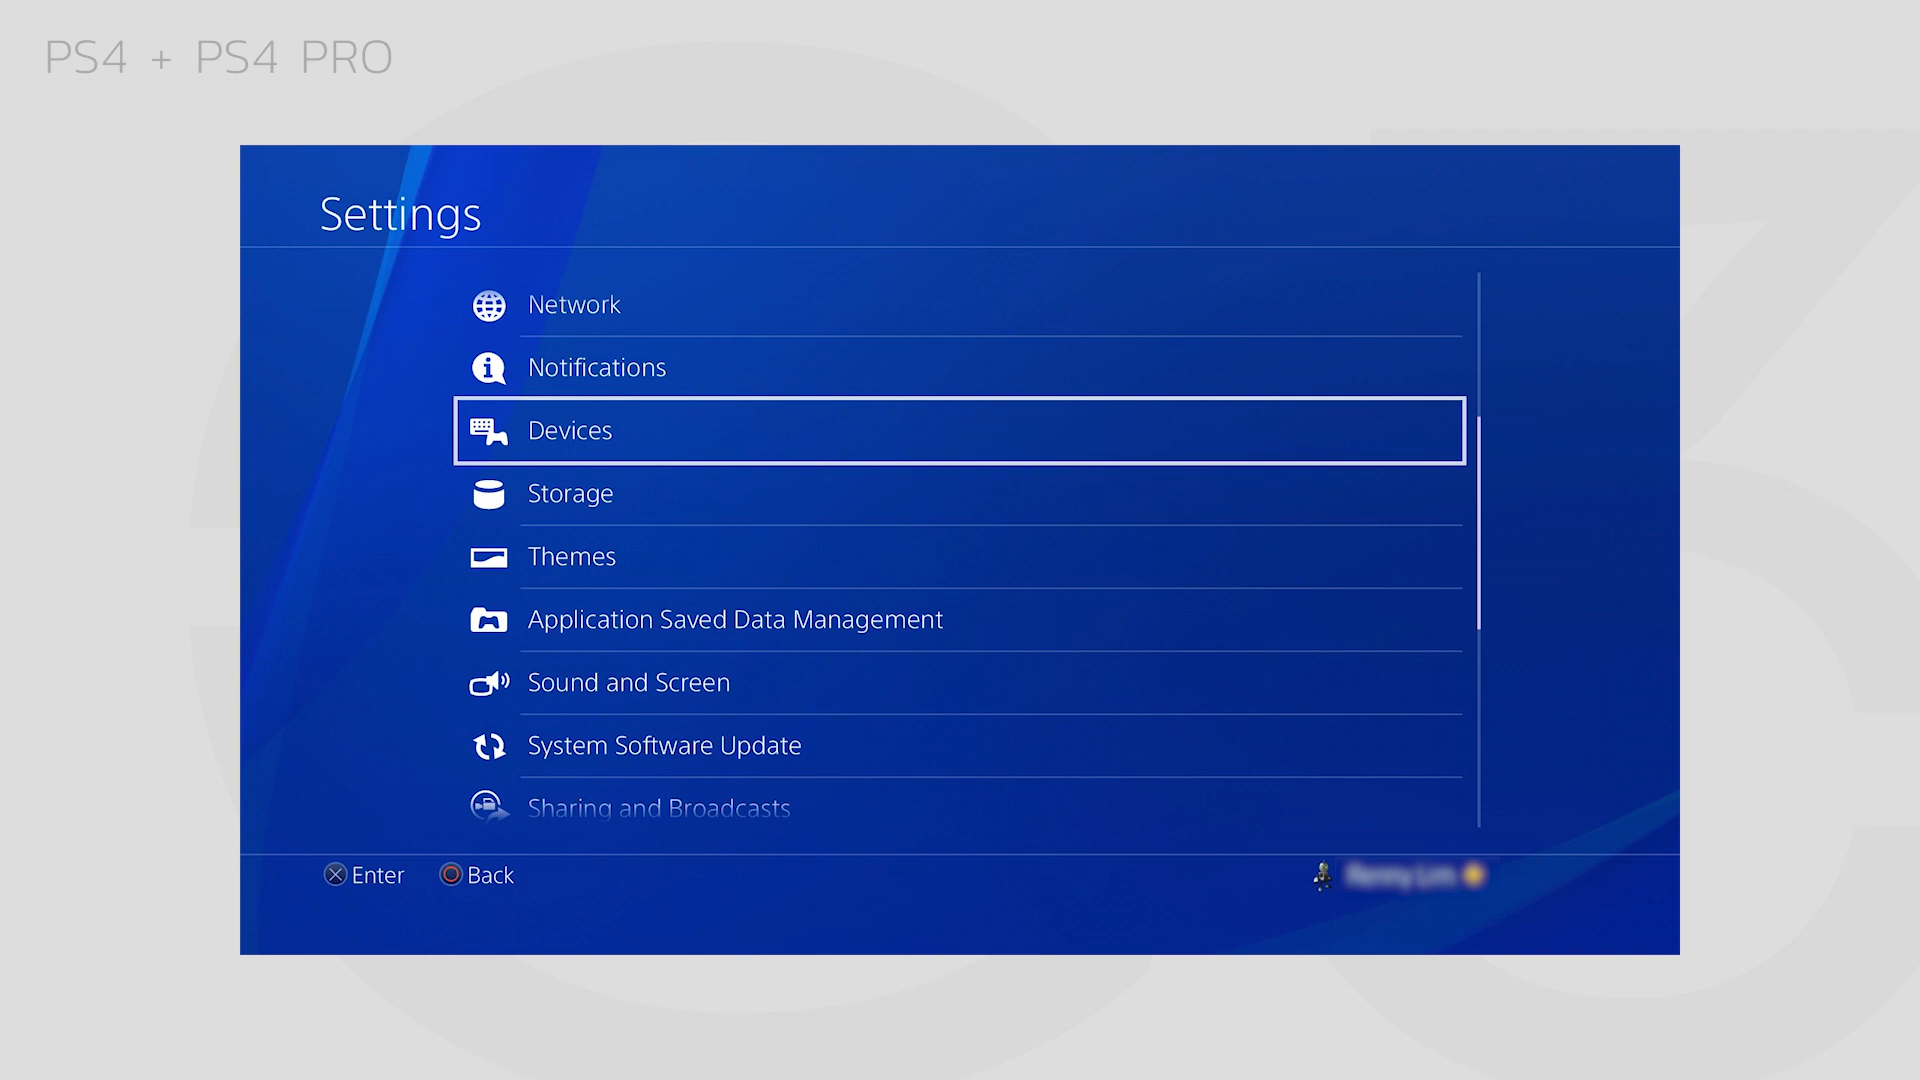 PS4 + PS4 PRO
Settings
Network
Notifications
Devices
Storage
Themes
Application Saved Data Management
Sound and Screen
System Software Update
Sharing and Broadcasts
Enter
Back